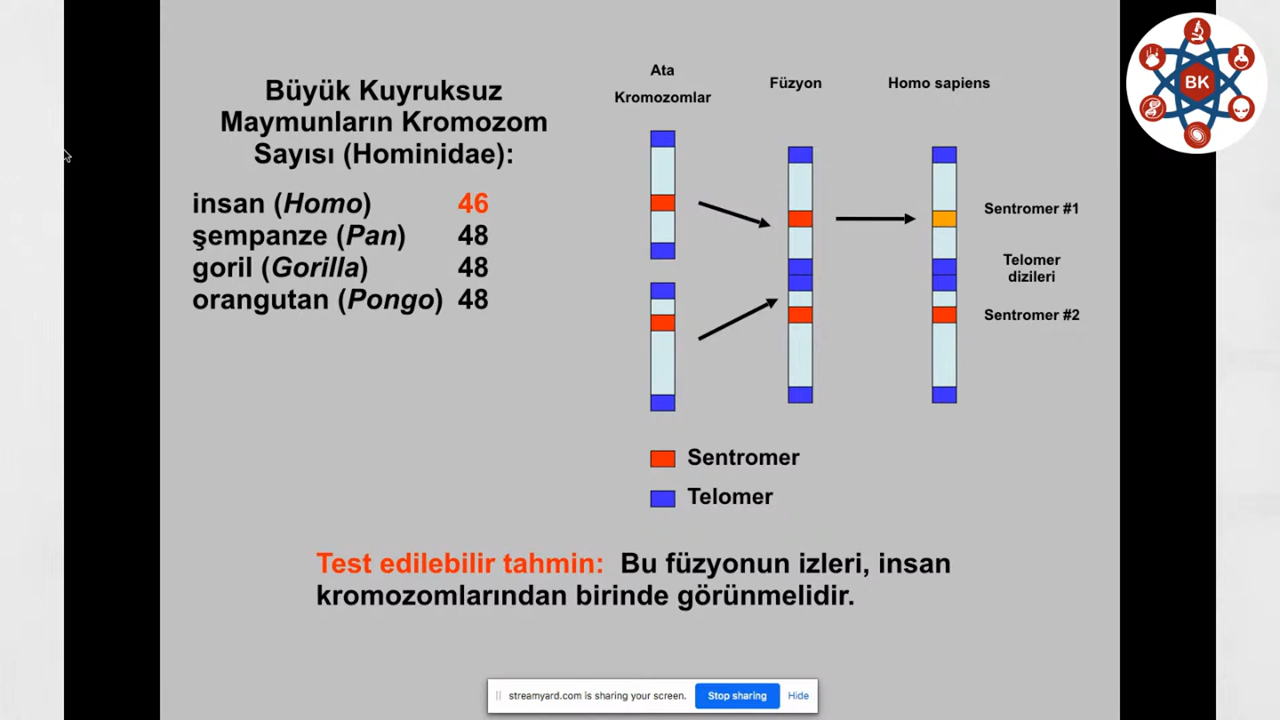 Büyük Kuyruksuz
Maymunların Kromozom
Sayısı (Hominidae):
insan (Homo) 46
şempanze (Pan) 48
goril (Gorilla) 48
orangutan (Pongo) 48
Ata
Kromozomlar
Füzyon
Homo sapiens
Sentromer #1
Telomer
dizileri
Sentromer #2
Sentromer
Telomer
Test edilebilir tahmin: Bu füzyonun izleri, insan
kromozomlarından birinde görünmelidir.
BK
streamyard.com is sharing your screen. Stop sharing Hide